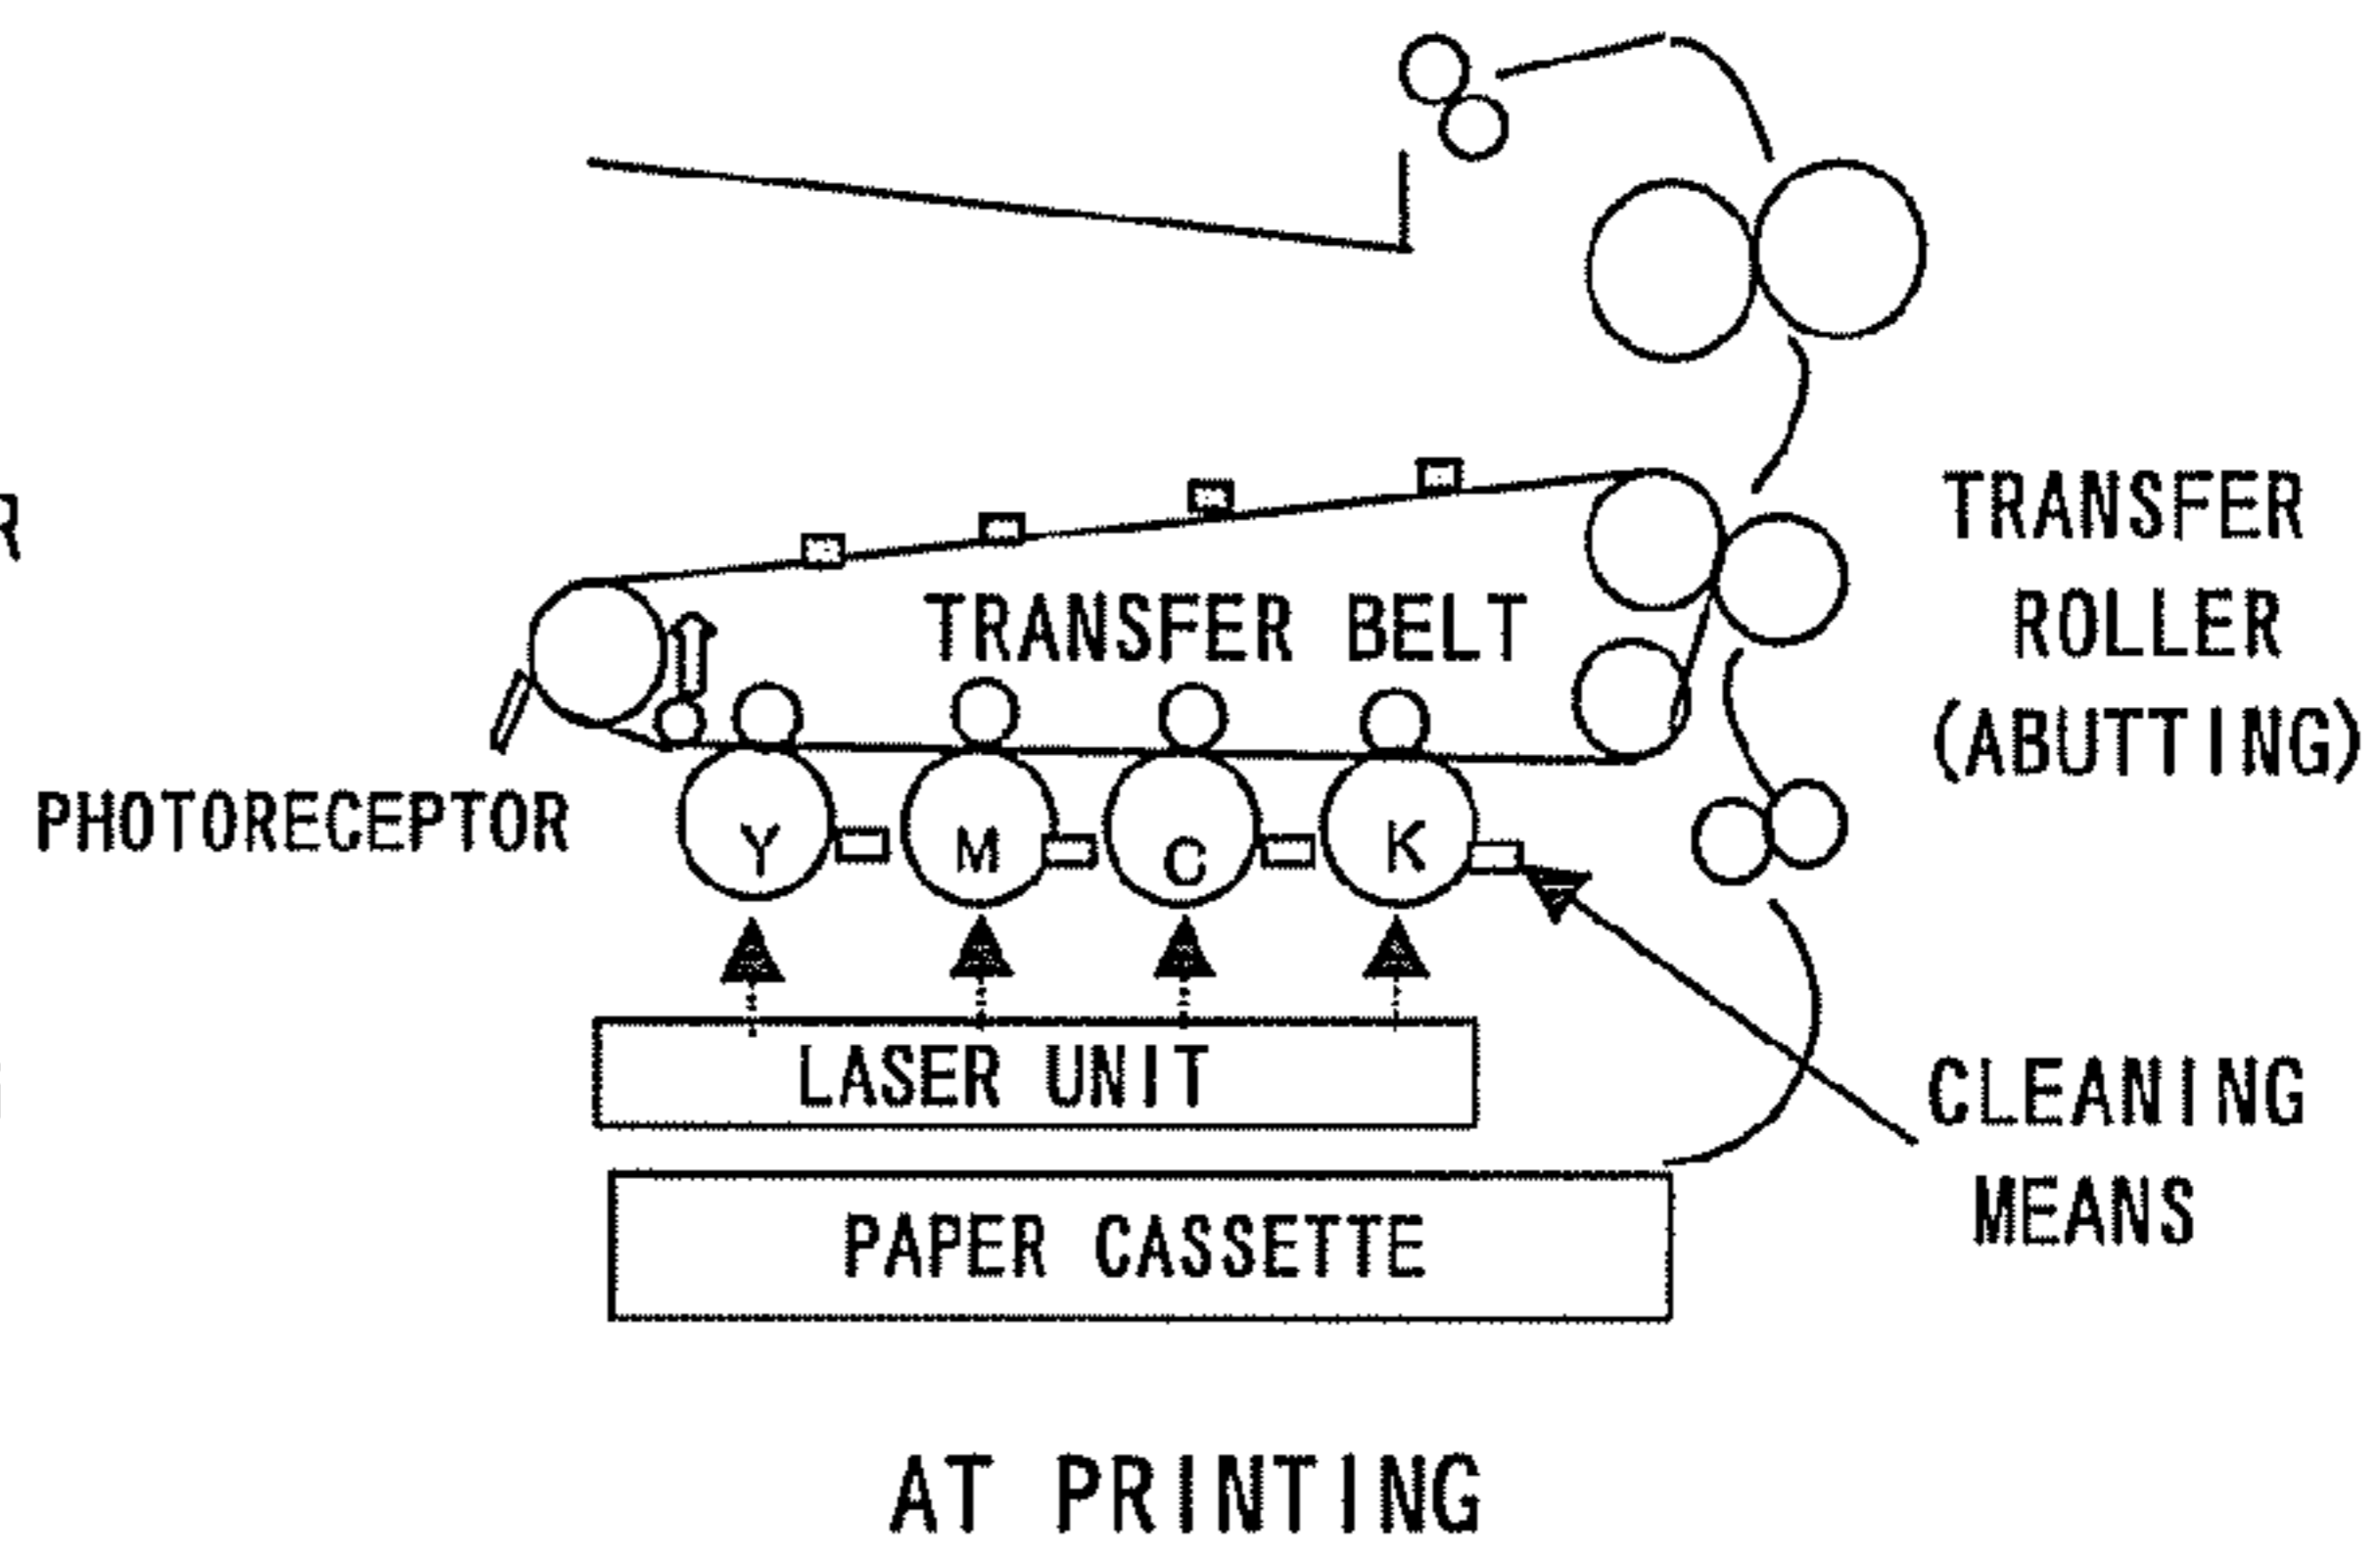 R
TRANSFER
ROLLER
(ABUTTING)
TRANSFER BELT
PHOTORECEPTOR
Y M C K
LASER UNIT
CLEANING
MEANS
PAPER CASSETTE
AT PRINTING